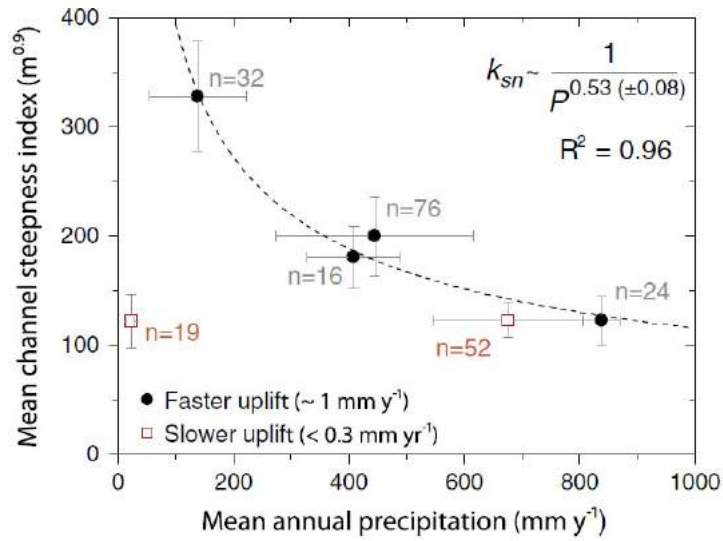 Mean channel steepness index (m^0.9)
400
300
200
100
0
n=32
k_sn ~ 1 / P^0.53 (±0.08)
R² = 0.96
n=76
n=16
n=24
n=19
n=52
Faster uplift (~ 1 mm y⁻¹)
Slower uplift (< 0.3 mm yr⁻¹)
0 200 400 600 800 1000
Mean annual precipitation (mm y⁻¹)